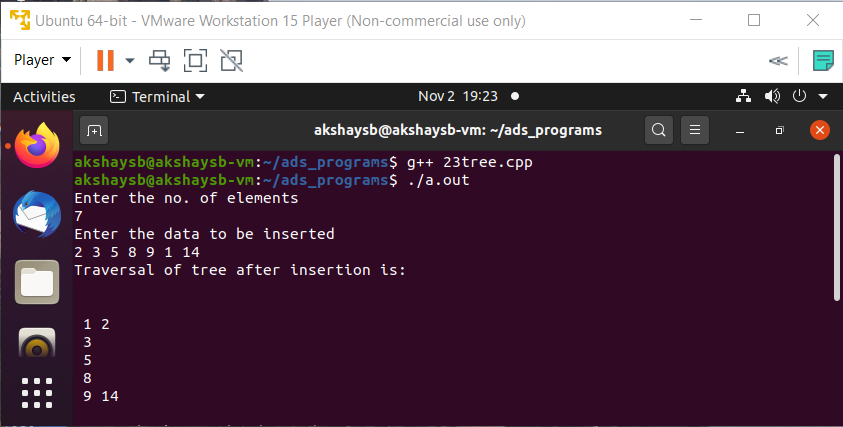 Ubuntu 64-bit - VMware Workstation 15 Player (Non-commercial use only)
Player
Activities Terminal Nov 2 19:23
akshaysb@akshaysb-vm: ~/ads_programs
akshaysb@akshaysb-vm:~/ads_programs$ g++ 23tree.cpp
akshaysb@akshaysb-vm:~/ads_programs$ ./a.out
Enter the no. of elements
7
Enter the data to be inserted
2 3 5 8 9 1 14
Traversal of tree after insertion is:
1 2
3
5
8
9 14